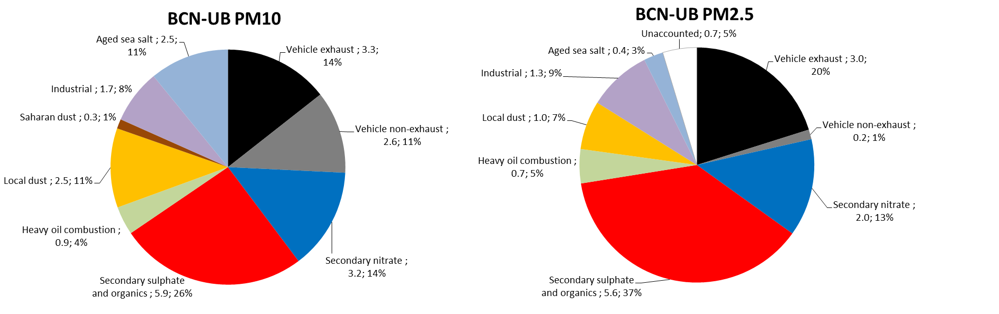 BCN-UB PM10
Aged sea salt ; 2.5;
11%
Vehicle exhaust ; 3.3;
14%
Industrial ; 1.7; 8%
Saharan dust ; 0.3; 1%
Vehicle non-exhaust ;
2.6; 11%
Local dust ; 2.5; 11%
Heavy oil combustion ;
0.9; 4%
Secondary nitrate ;
3.2; 14%
Secondary sulphate
and organics ; 5.9; 26%
BCN-UB PM2.5
Unaccounted; 0.7; 5%
Aged sea salt ; 0.4; 3%
Vehicle exhaust ; 3.0;
20%
Industrial ; 1.3; 9%
Local dust ; 1.0; 7%
Vehicle non-exhaust ;
0.2; 1%
Heavy oil combustion ;
0.7; 5%
Secondary nitrate ;
2.0; 13%
Secondary sulphate
and organics ; 5.6; 37%